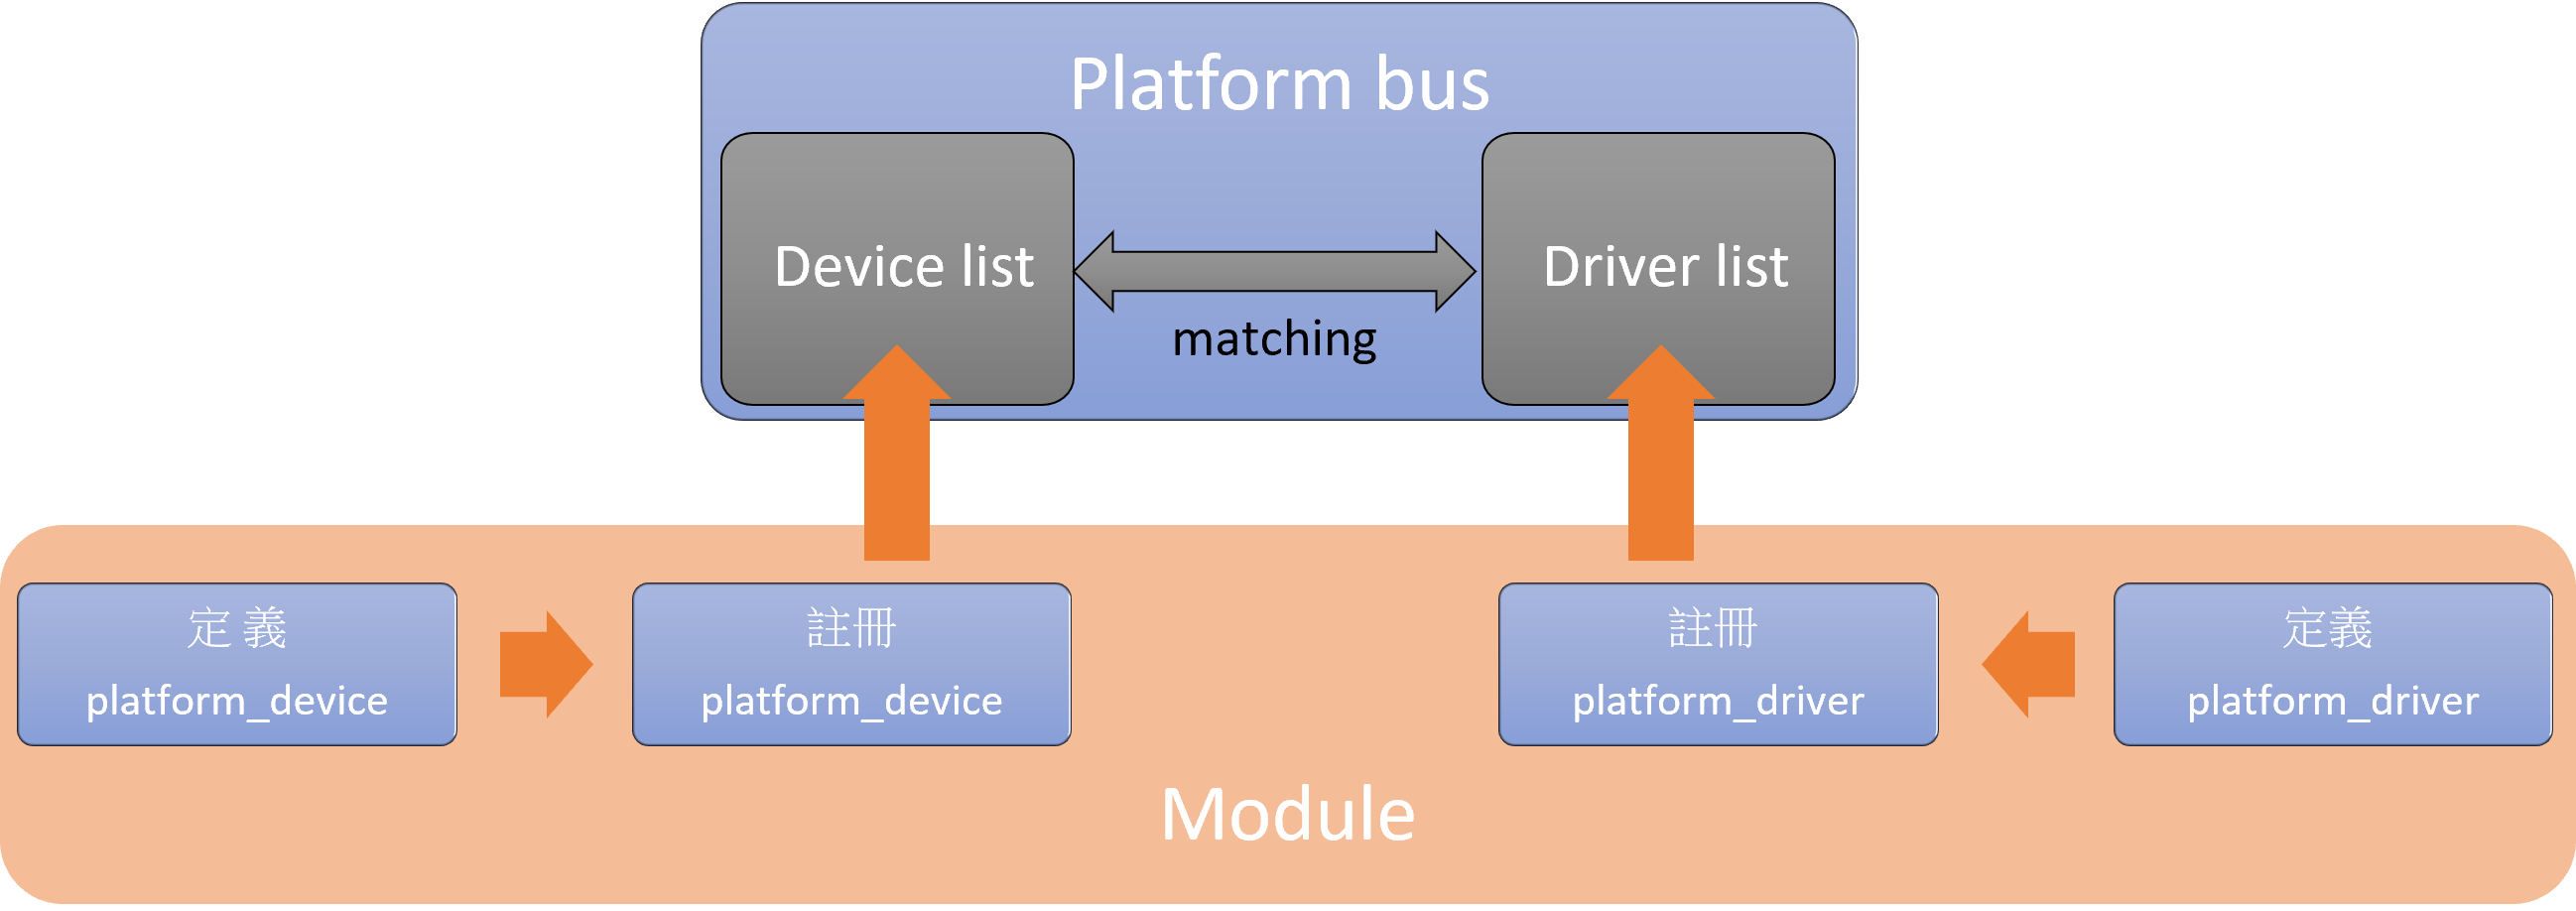 Platform bus
Device list
Driver list
matching
定義
platform_device
註冊
platform_device
註冊
platform_driver
定義
platform_driver
Module